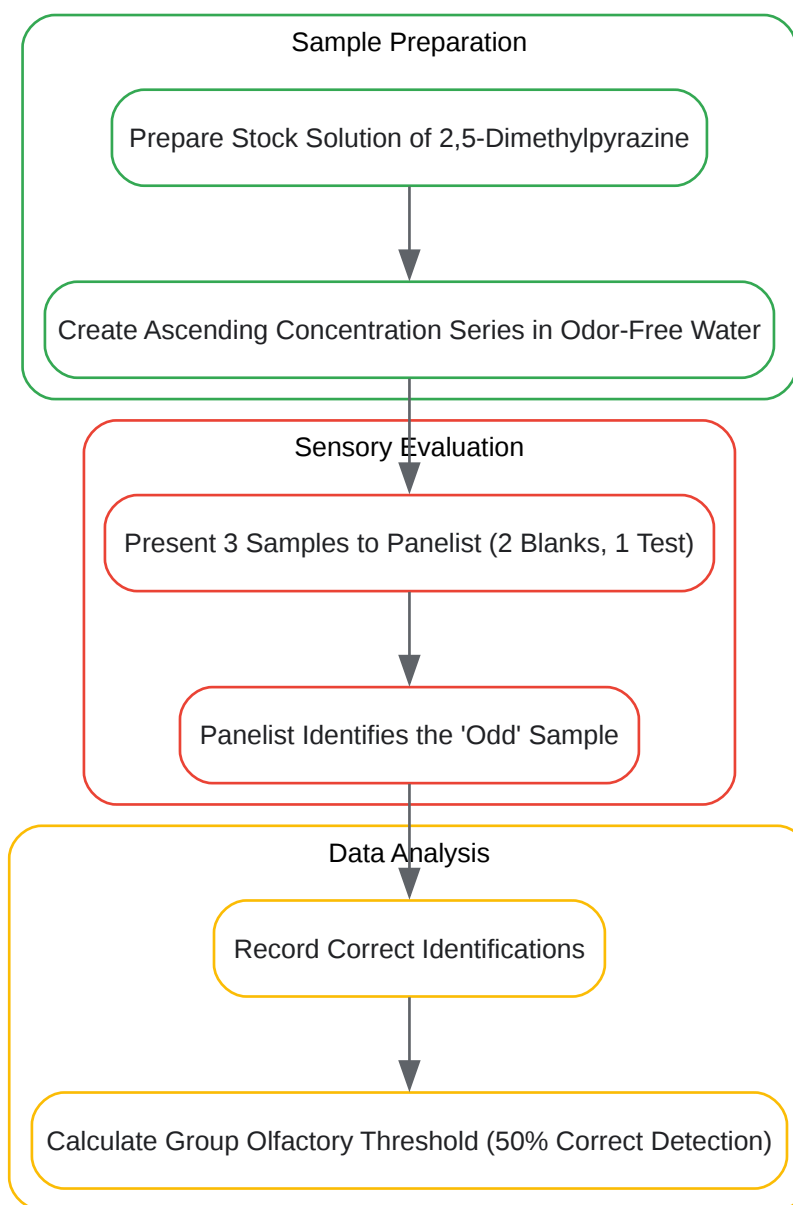 Sample Preparation
Prepare Stock Solution of 2,5-Dimethylpyrazine
Create Ascending Concentration Series in Odor-Free Water
Sensory Evaluation
Present 3 Samples to Panelist (2 Blanks, 1 Test)
Panelist Identifies the 'Odd' Sample
Data Analysis
Record Correct Identifications
Calculate Group Olfactory Threshold (50% Correct Detection)